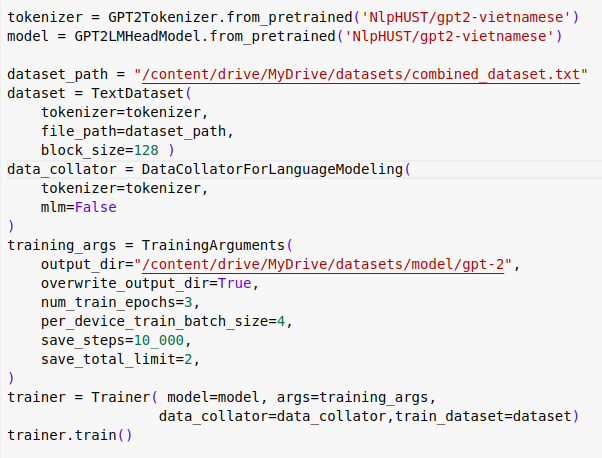 tokenizer = GPT2Tokenizer.from_pretrained('NlpHUST/gpt2-vietnamese')
model = GPT2LMHeadModel.from_pretrained('NlpHUST/gpt2-vietnamese')

dataset_path = "/content/drive/MyDrive/datasets/combined_dataset.txt"
dataset = TextDataset(
    tokenizer=tokenizer,
    file_path=dataset_path,
    block_size=128 )
data_collator = DataCollatorForLanguageModeling(
    tokenizer=tokenizer,
    mlm=False
)
training_args = TrainingArguments(
    output_dir="/content/drive/MyDrive/datasets/model/gpt-2",
    overwrite_output_dir=True,
    num_train_epochs=3,
    per_device_train_batch_size=4,
    save_steps=10_000,
    save_total_limit=2,
)
trainer = Trainer( model=model, args=training_args,
                  data_collator=data_collator,train_dataset=dataset)
trainer.train()